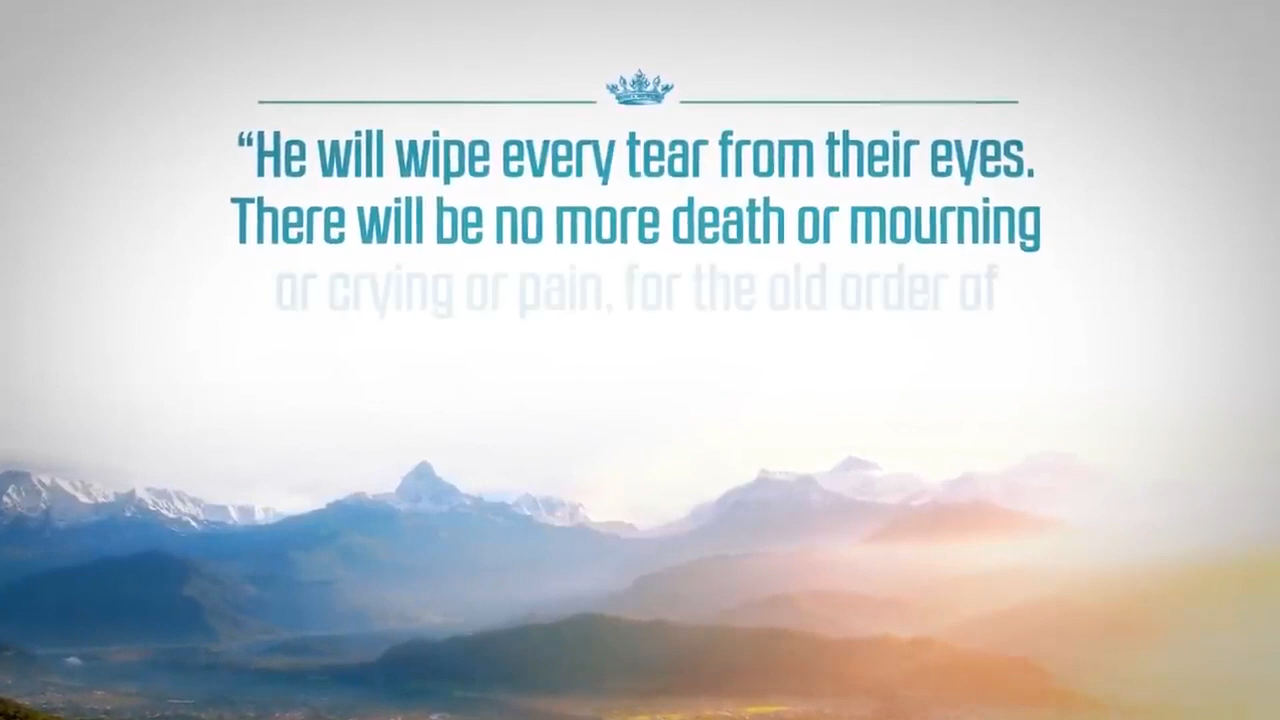 “He will wipe every tear from their eyes.
There will be no more death or mourning
or crying or pain, for the old order of